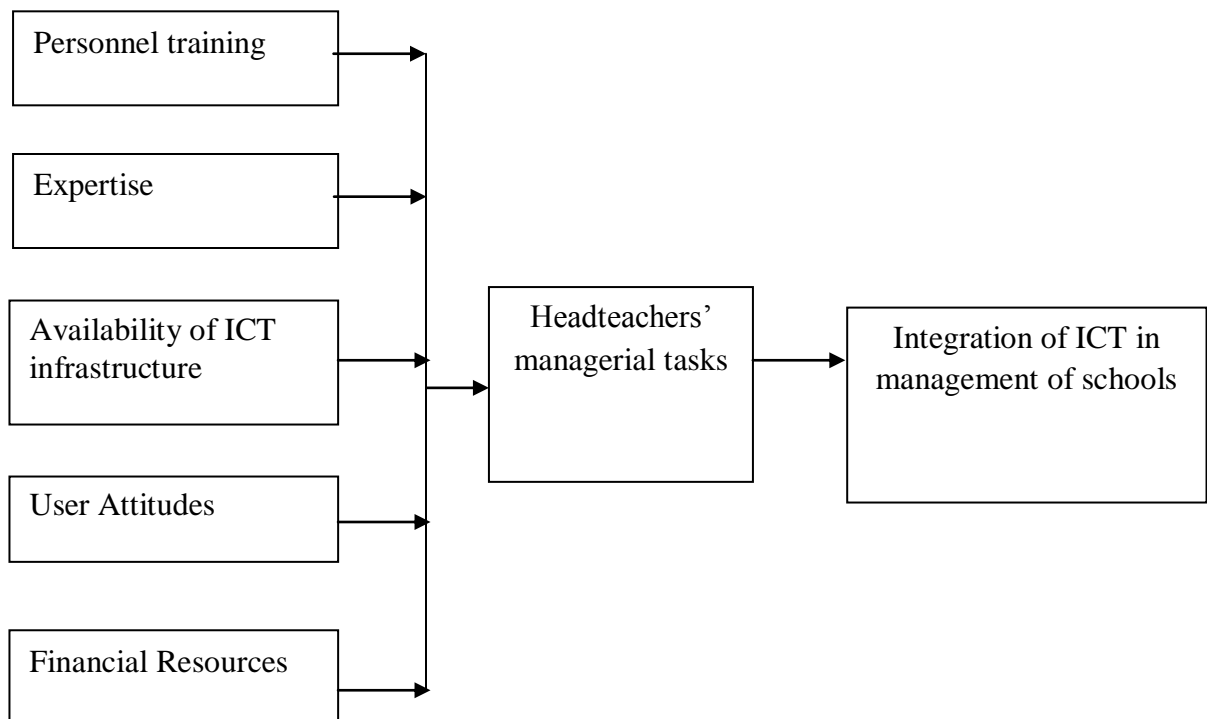 Personnel training
Expertise
Availability of ICT
infrastructure
User Attitudes
Financial Resources
Headteachers’
managerial tasks
Integration of ICT in
management of schools